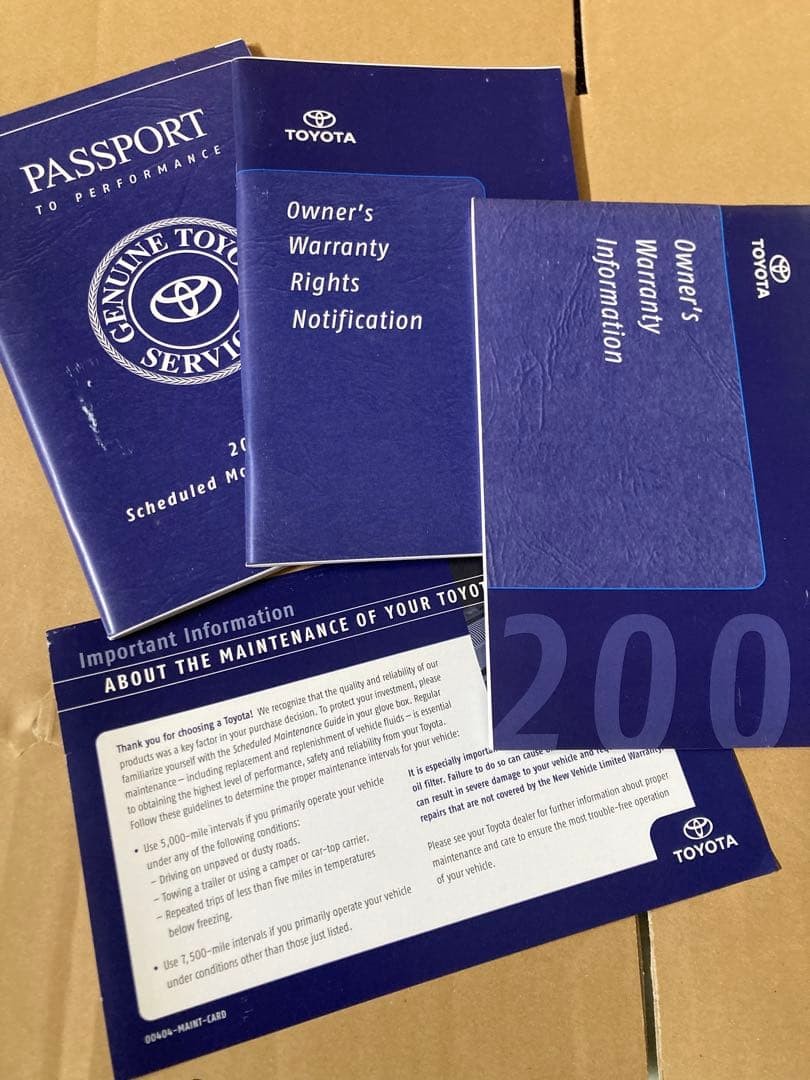 PASSPORT
TO PERFORMANCE
GENUINE TOYO
SERVIC
20
Scheduled Ma
TOYOTA
Owner's
Warranty
Rights
Notification
TOYOTA
Owner's
Warranty
Information
200
Important Information
ABOUT THE MAINTENANCE OF YOUR TOYOT
Thank you for choosing a Toyota! We recognize that the quality and reliability of our
products was a key factor in your purchase decision. To protect your investment, please
familiarize yourself with the Scheduled Maintenance Guide in your glove box. Regular
maintenance – including replacement and replenishment of vehicle fluids – is essential
to obtaining the highest level of performance, safety and reliability from your Toyota.
Follow these guidelines to determine the proper maintenance intervals for your vehicle:
• Use 5,000-mile intervals if you primarily operate your vehicle
under any of the following conditions:
– Driving on unpaved or dusty roads.
– Towing a trailer or using a camper or car-top carrier.
– Repeated trips of less than five miles in temperatures
below freezing.
• Use 7,500-mile intervals if you primarily operate your vehicle
under conditions other than those just listed.
It is especially importa
oil filter. Failure to do so can cause
can result in severe damage to your vehicle and
repairs that are not covered by the New Vehicle Limited Warranty.
Please see your Toyota dealer for further information about proper
maintenance and care to ensure the most trouble-free operation
of your vehicle.
TOYOTA
00404-MAINT-CARD